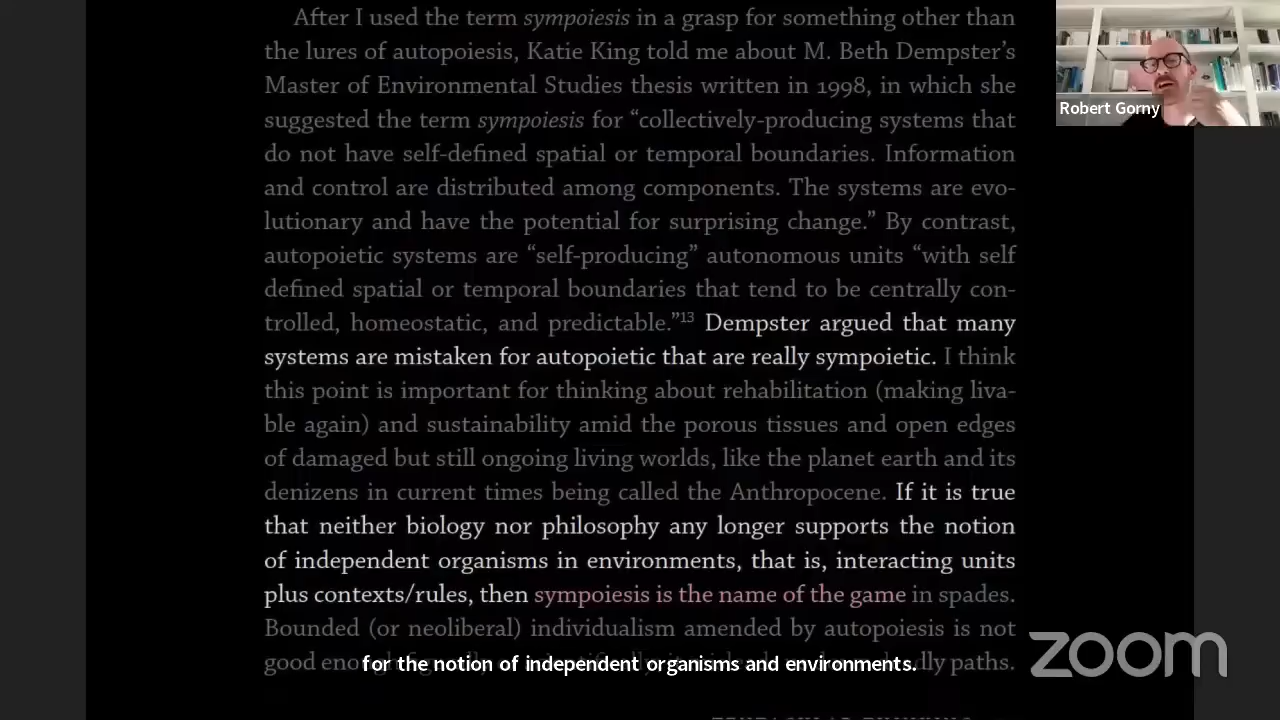 After I used the term sympoiesis in a grasp for something other than
the lures of autopoiesis, Katie King told me about M. Beth Dempster's
Master of Environmental Studies thesis written in 1998, in which she
suggested the term sympoiesis for “collectively-producing systems that
do not have self-defined spatial or temporal boundaries. Information
and control are distributed among components. The systems are evo-
lutionary and have the potential for surprising change.” By contrast,
autopoietic systems are “self-producing” autonomous units “with self
defined spatial or temporal boundaries that tend to be centrally con-
trolled, homeostatic, and predictable.”13 Dempster argued that many
systems are mistaken for autopoietic that are really sympoietic. I think
this point is important for thinking about rehabilitation (making liva-
ble again) and sustainability amid the porous tissues and open edges
of damaged but still ongoing living worlds, like the planet earth and its
denizens in current times being called the Anthropocene. If it is true
that neither biology nor philosophy any longer supports the notion
of independent organisms in environments, that is, interacting units
plus contexts/rules, then sympoiesis is the name of the game in spades.
Bounded (or neoliberal) individualism amended by autopoiesis is not
good paths.
for the notion of independent organisms and environments.
Robert Gorny
zoom